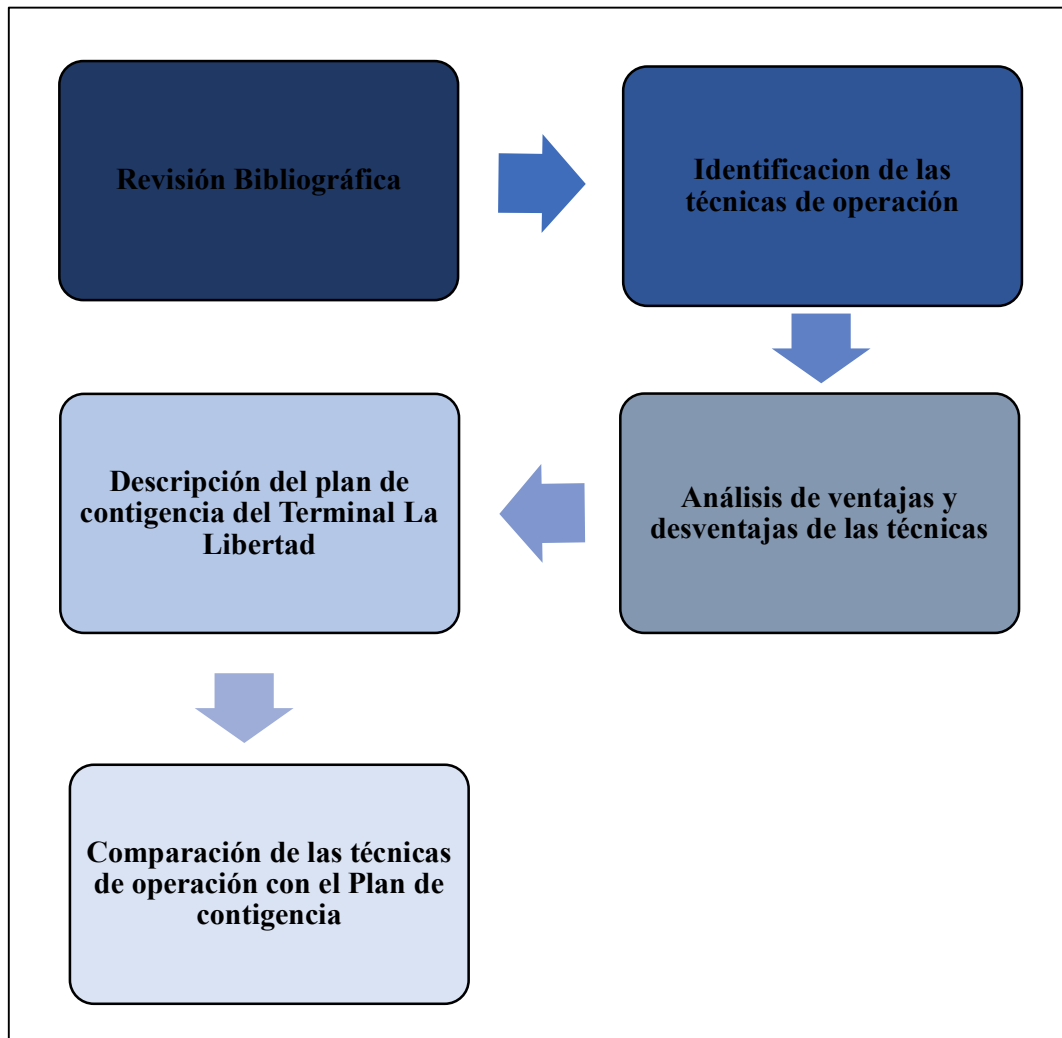 Revisión Bibliográfica
Identificacion de las
técnicas de operación
Análisis de ventajas y
desventajas de las técnicas
Descripción del plan de
contigencia del Terminal La
Libertad
Comparación de las técnicas
de operación con el Plan de
contigencia